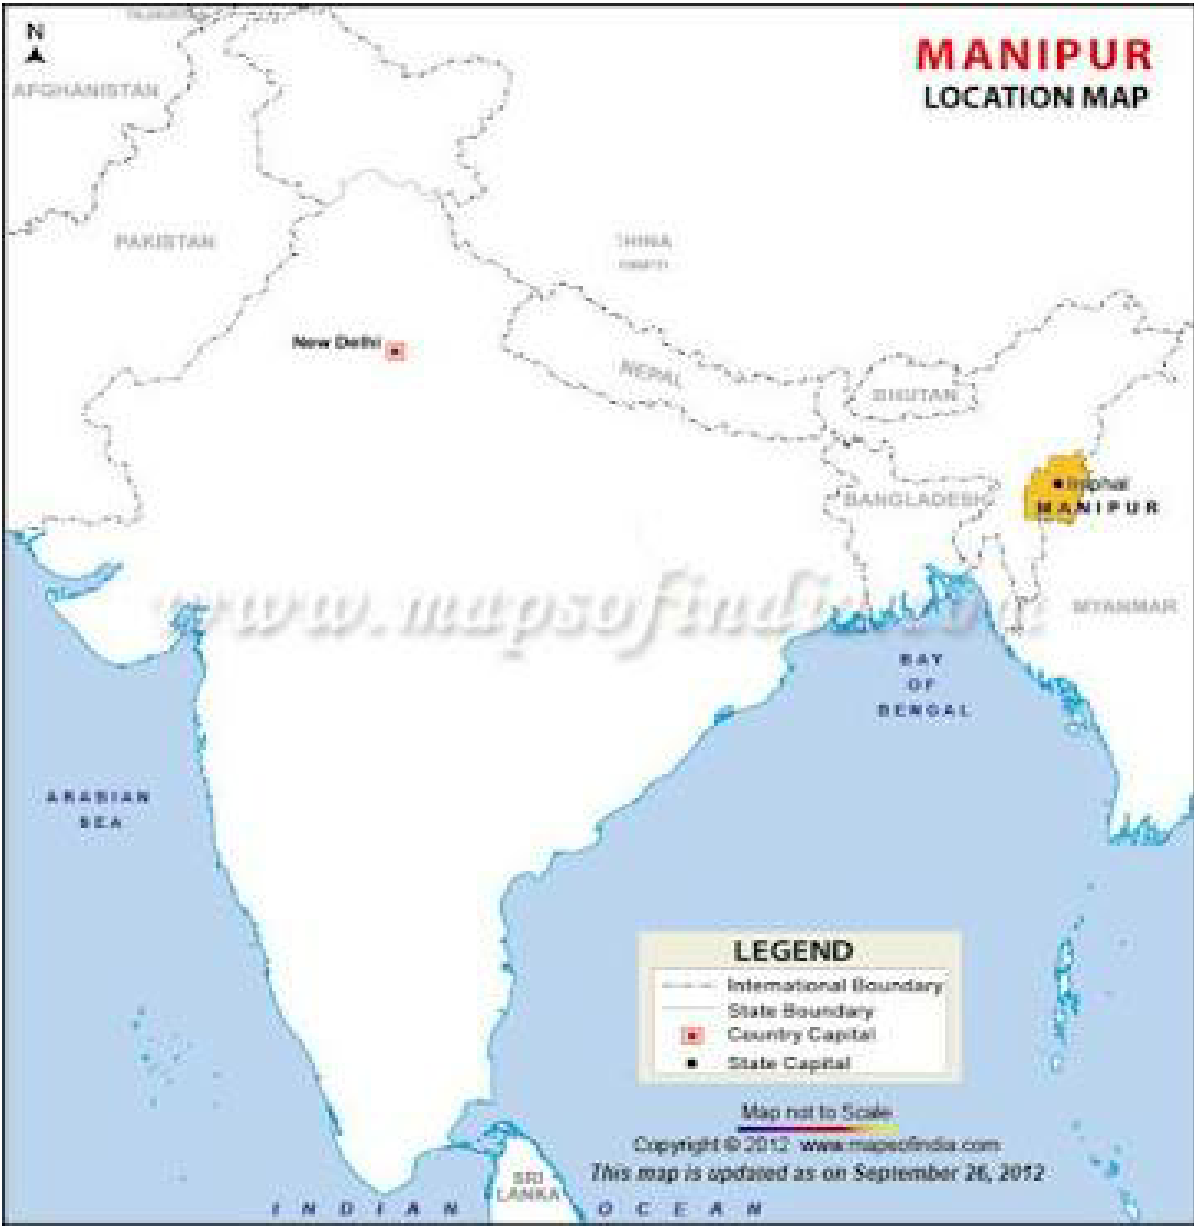 N
MANIPUR
LOCATION MAP
AFGHANISTAN
PAKISTAN
New Delhi
NEPAL
BHUTAN
BANGLADESH
Imphal
MANIPUR
MYANMAR
www.mapsofindia.com
BAY
OF
BENGAL
ARABIAN
SEA
LEGEND
International Boundary
State Boundary
Country Capital
State Capital
Map not to Scale
Copyright © 2012 www.mapsofindia.com
This map is updated as on September 26, 2012
SRI
LANKA
INDIAN OCEAN